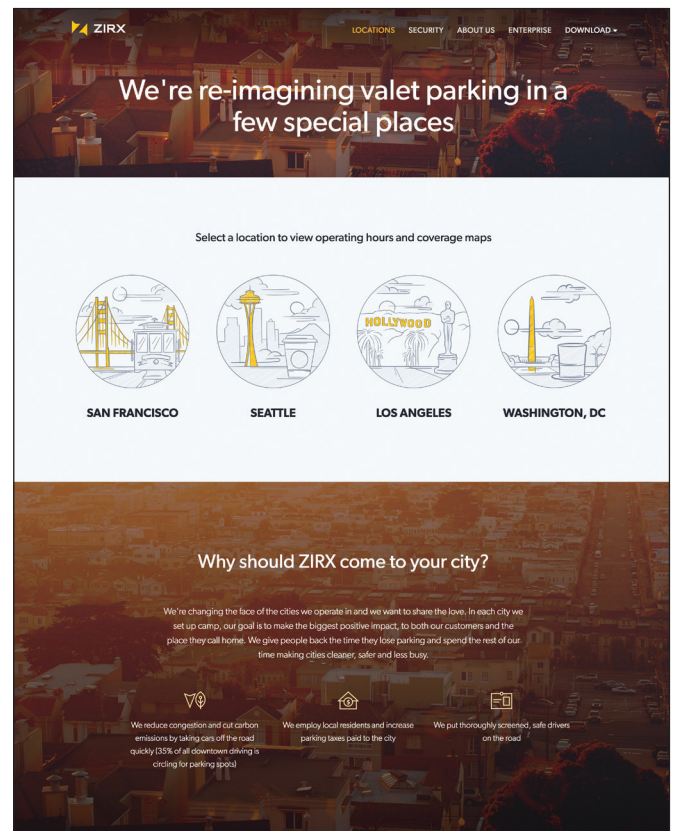 ZIRX
LOCATIONS SECURITY ABOUT US ENTERPRISE DOWNLOAD
We're re-imagining valet parking in a
few special places
Select a location to view operating hours and coverage maps
HOLLYWOOD
SAN FRANCISCO
SEATTLE
LOS ANGELES
WASHINGTON, DC
Why should ZIRX come to your city?
We're changing the face of the cities we operate in and we want to share the love. In each city we
set up camp, our goal is to make the biggest positive impact, to both our customers and the
place they call home. We give people back the time they lose parking and spend the rest of our
time making cities cleaner, safer and less busy.
We reduce congestion and cut carbon
emissions by taking cars off the road
quickly (35% of all downtown driving is
circling for parking spots)
We employ local residents and increase
parking taxes paid to the city
We put thoroughly screened, safe drivers
on the road